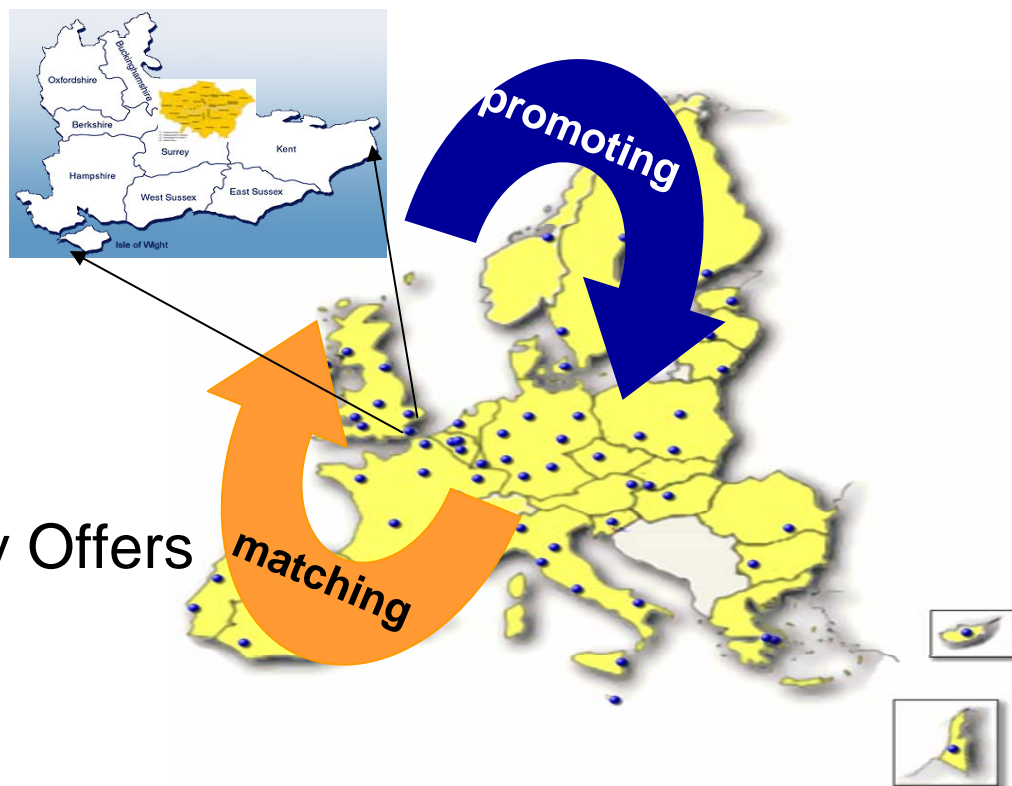 Oxfordshire
Buckinghamshire
Berkshire
Surrey
Kent
Hampshire
West Sussex
East Sussex
Isle of Wight
promoting
y Offers
matching